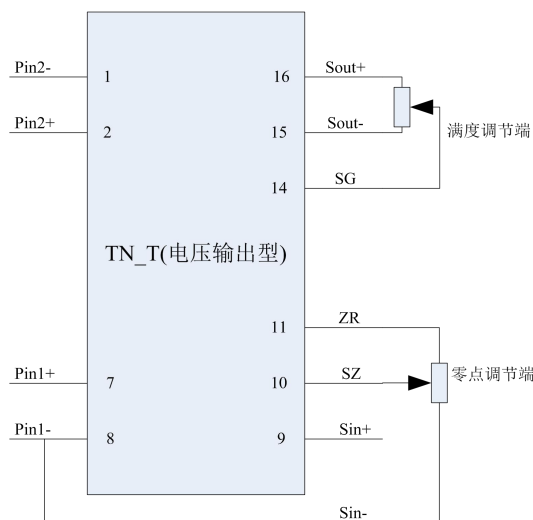 Pin2-
1
16
Sout+
Pin2+
2
15
Sout-
满度调节端
14
SG
TN_T(电压输出型)
11
ZR
Pin1+
7
10
SZ
零点调节端
Pin1-
8
9
Sin+
Sin-